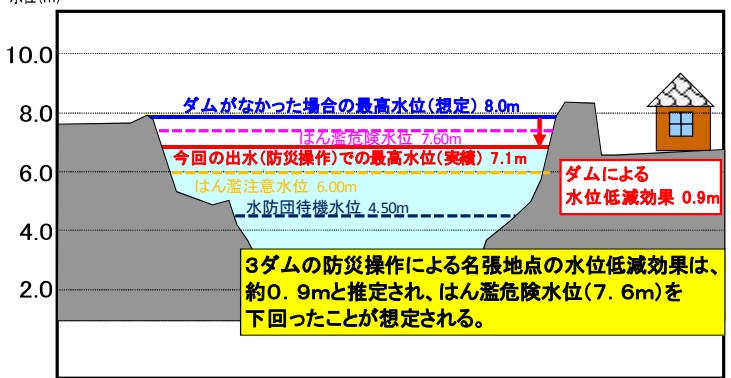 水位(m)
10.0
8.0
6.0
4.0
2.0
ダムがなかった場合の最高水位(想定) 8.0m
はん濫危険水位 7.60m
今回の出水(防災操作)での最高水位(実績) 7.1m
はん濫注意水位 6.00m
水防団待機水位 4.50m
ダムによる
水位低減効果 0.9m
3ダムの防災操作による名張地点の水位低減効果は、
約0.9mと推定され、はん濫危険水位(7.6m)を
下回ったことが想定される。